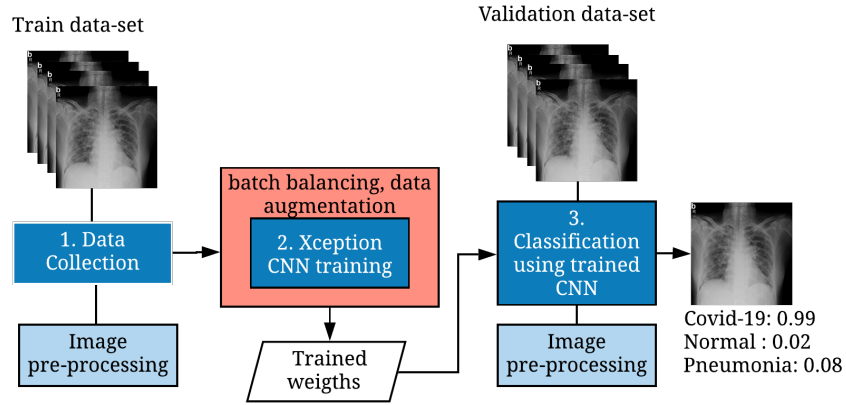 Train data-set
Validation data-set
b
b
b
b
b
b
b
b
batch balancing, data
augmentation
1. Data
Collection
2. Xception
CNN training
3.
Classification
using trained
CNN
b
Image
pre-processing
Trained
weigths
Image
pre-processing
Covid-19: 0.99
Normal : 0.02
Pneumonia: 0.08